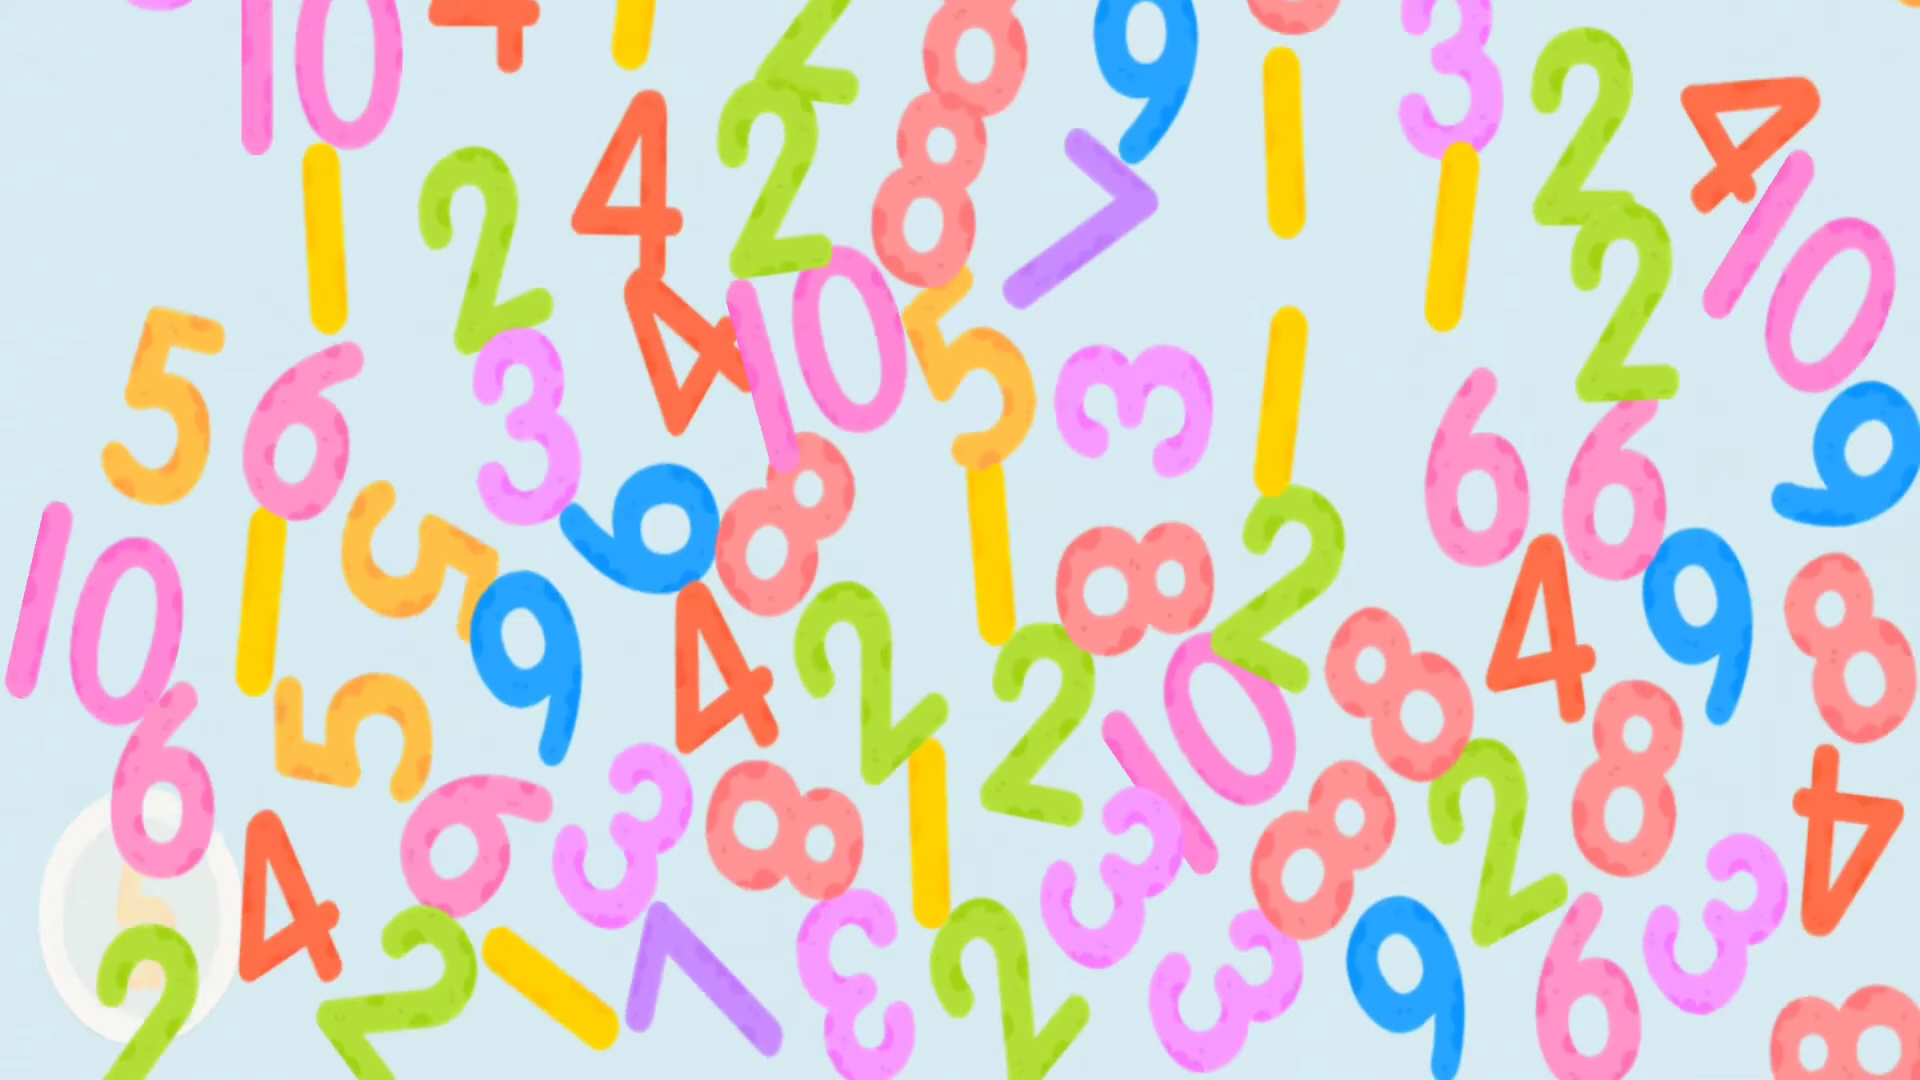 10 4 1 2 8 9 8 3 2 4
1 2 4 2 8 7 1 1 10
5 6 3 4 10 5 3 1 2 9
10 1 5 9 8 1 8 2 6 6
6 5 9 4 2 2 10 8 4 9 8
5 4 6 3 8 1 3 8 2 8 4
2 2 1 7 3 2 3 9 6 3 8